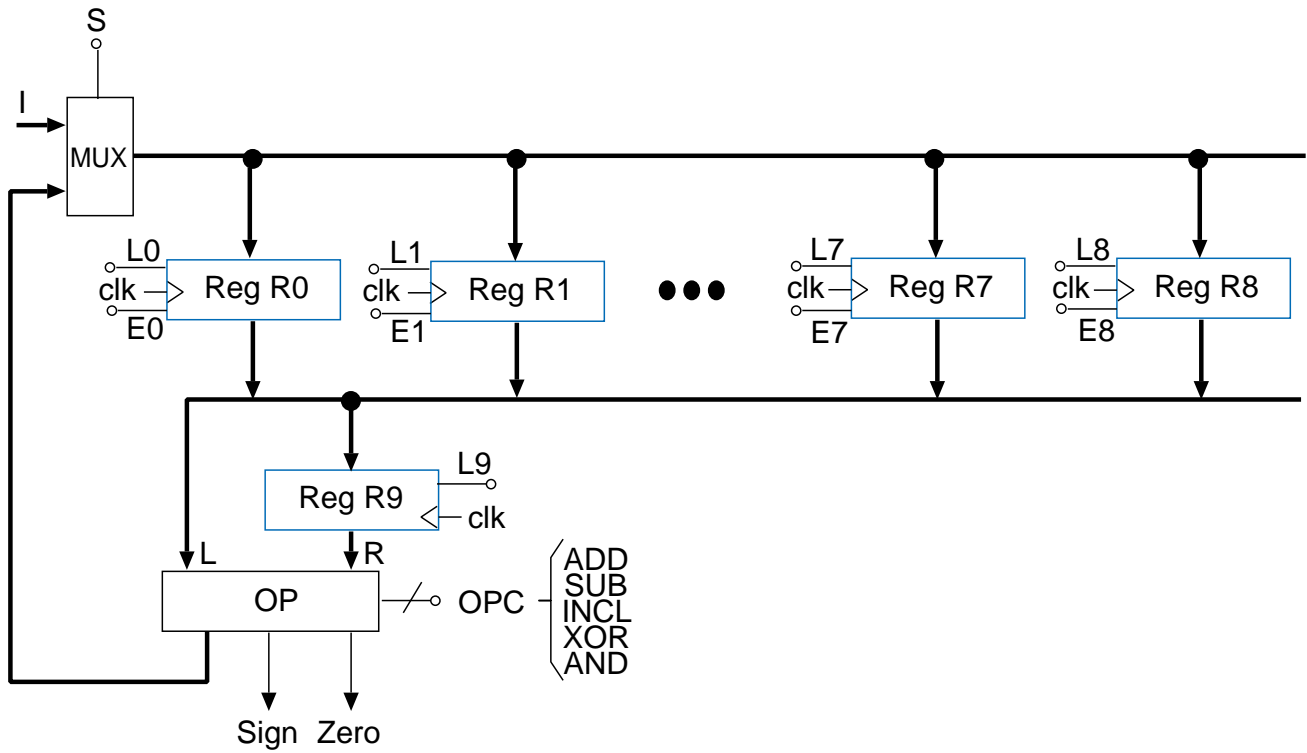 S
I
MUX
L0
clk
E0
Reg R0
L1
clk
E1
Reg R1
L7
clk
E7
Reg R7
L8
clk
E8
Reg R8
L9
Reg R9
clk
L
R
OP
OPC
ADD
SUB
INCL
XOR
AND
Sign
Zero